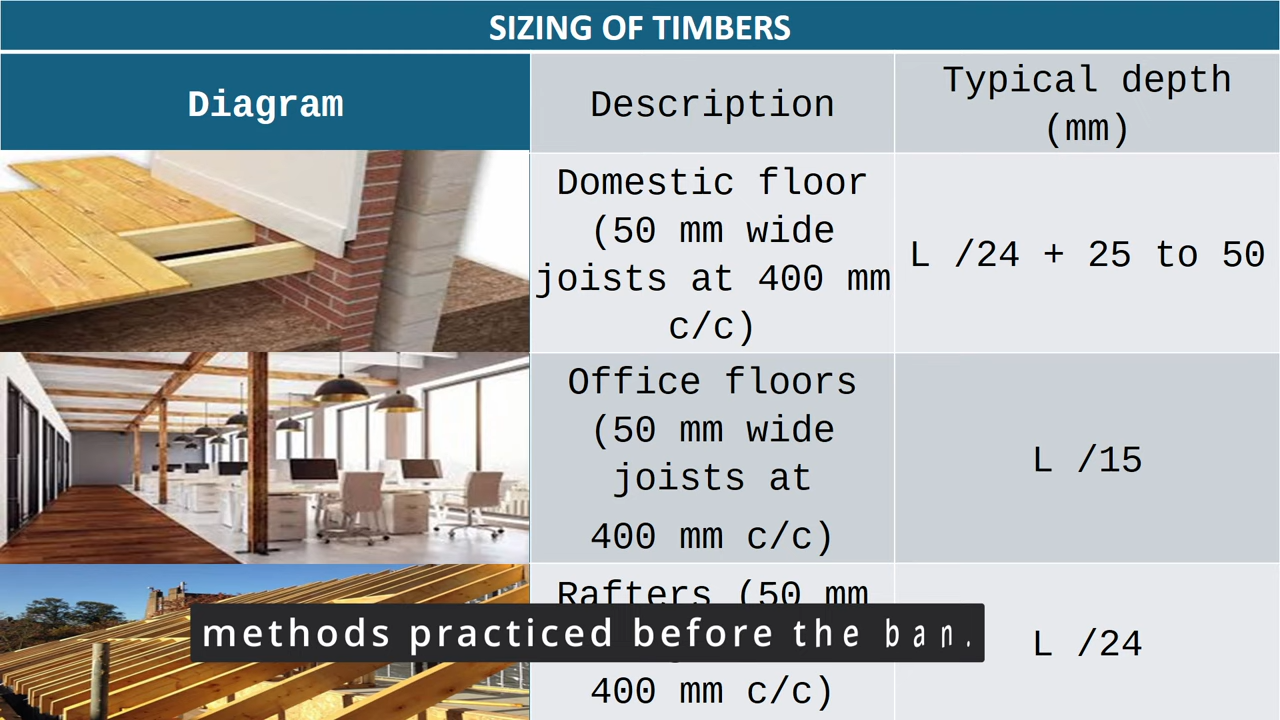 SIZING OF TIMBERS
Diagram
Description
Typical depth
(mm)
Domestic floor
(50 mm wide
joists at 400 mm
c/c)
L /24 + 25 to 50
Office floors
(50 mm wide
joists at
400 mm c/c)
L /15
Rafters (50 mm
400 mm c/c)
L /24
methods practiced before the ban.